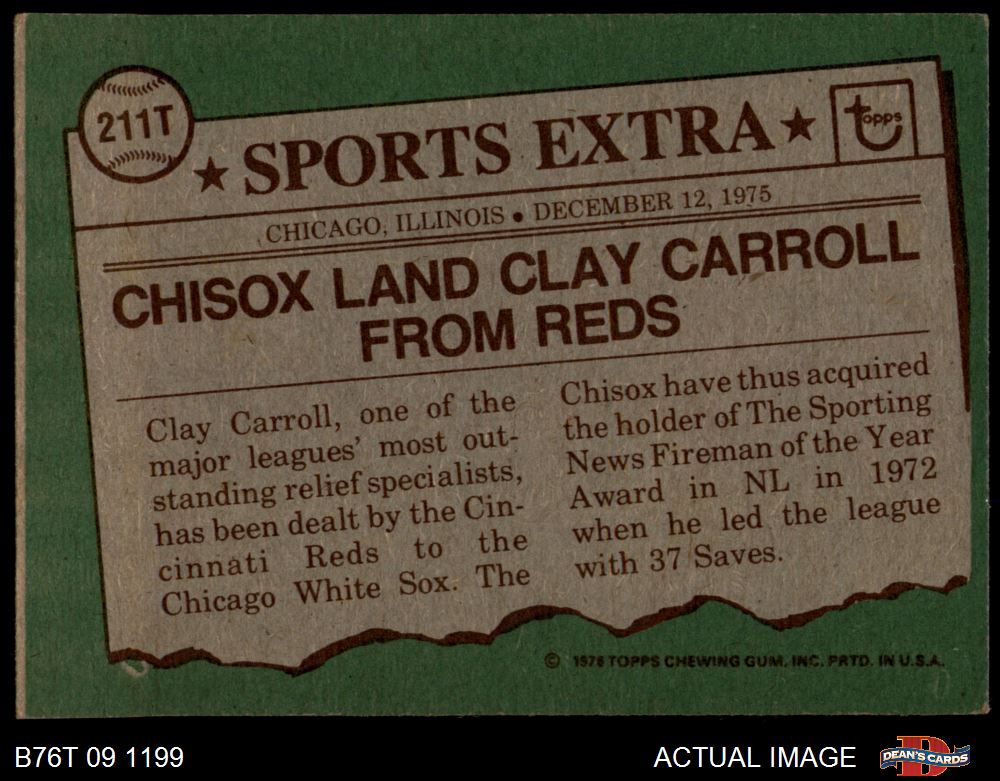 211T
★ SPORTS EXTRA ★
topps
CHICAGO, ILLINOIS • DECEMBER 12, 1975
CHISOX LAND CLAY CARROLL
FROM REDS
Clay Carroll, one of the
major leagues' most out-
standing relief specialists,
has been dealt by the Cin-
cinnati Reds to the
Chicago White Sox. The
Chisox have thus acquired
the holder of The Sporting
News Fireman of the Year
Award in NL in 1972
when he led the league
with 37 Saves.
© 1976 TOPPS CHEWING GUM, INC. PRTD. IN U.S.A.
B76T 09 1199
ACTUAL IMAGE
DEAN'S CARDS